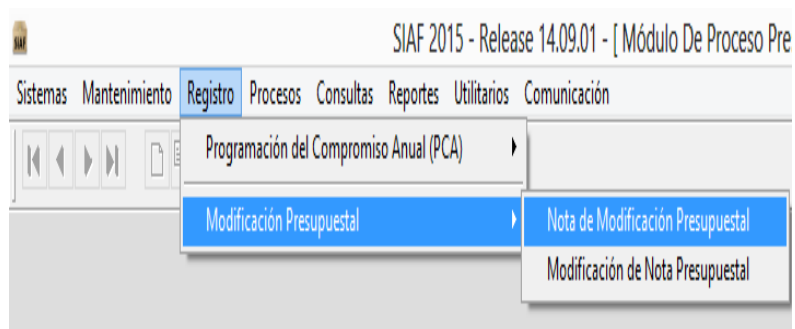 SIAF
SIAF 2015 - Release 14.09.01 - [ Módulo De Proceso Pre
Sistemas Mantenimiento Registro Procesos Consultas Reportes Utilitarios Comunicación
Programación del Compromiso Anual (PCA)
Modificación Presupuestal
Nota de Modificación Presupuestal
Modificación de Nota Presupuestal